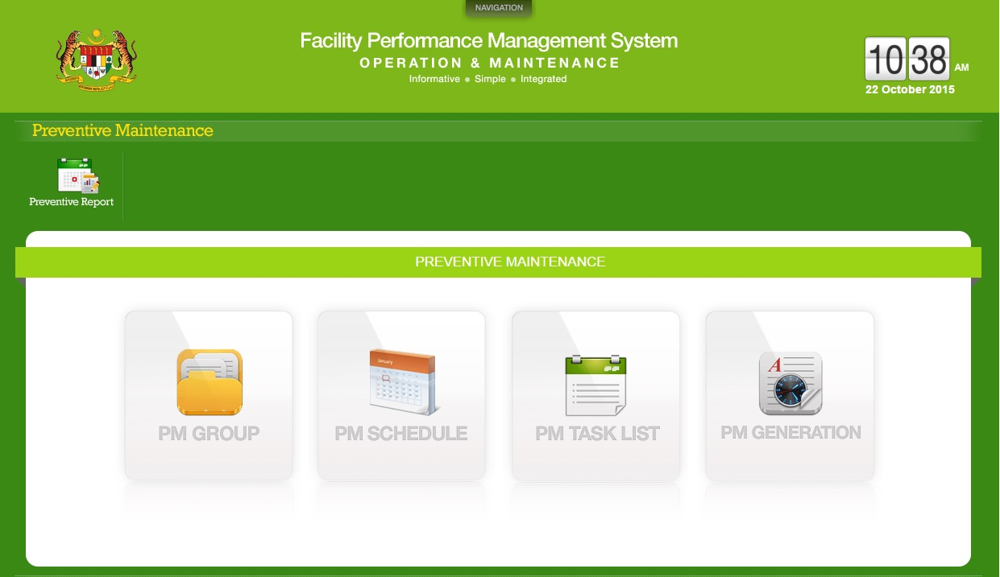 NAVIGATION
Facility Performance Management System
OPERATION & MAINTENANCE
Informative ● Simple ● Integrated
10 38 AM
22 October 2015
Preventive Maintenance
Preventive Report
PREVENTIVE MAINTENANCE
January
A
PM GROUP
PM SCHEDULE
PM TASK LIST
PM GENERATION